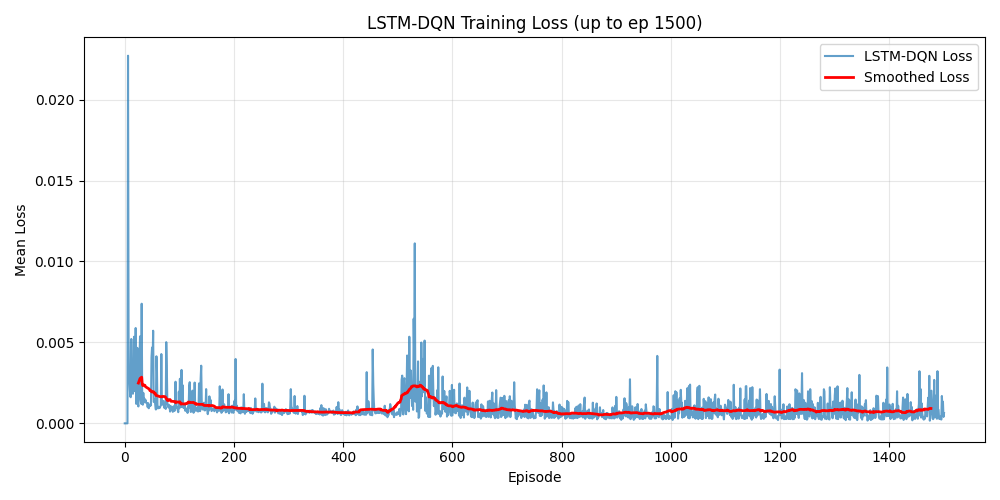 LSTM-DQN Training Loss (up to ep 1500)
LSTM-DQN Loss
Smoothed Loss
Mean Loss
0.020
0.015
0.010
0.005
0.000
0 200 400 600 800 1000 1200 1400
Episode